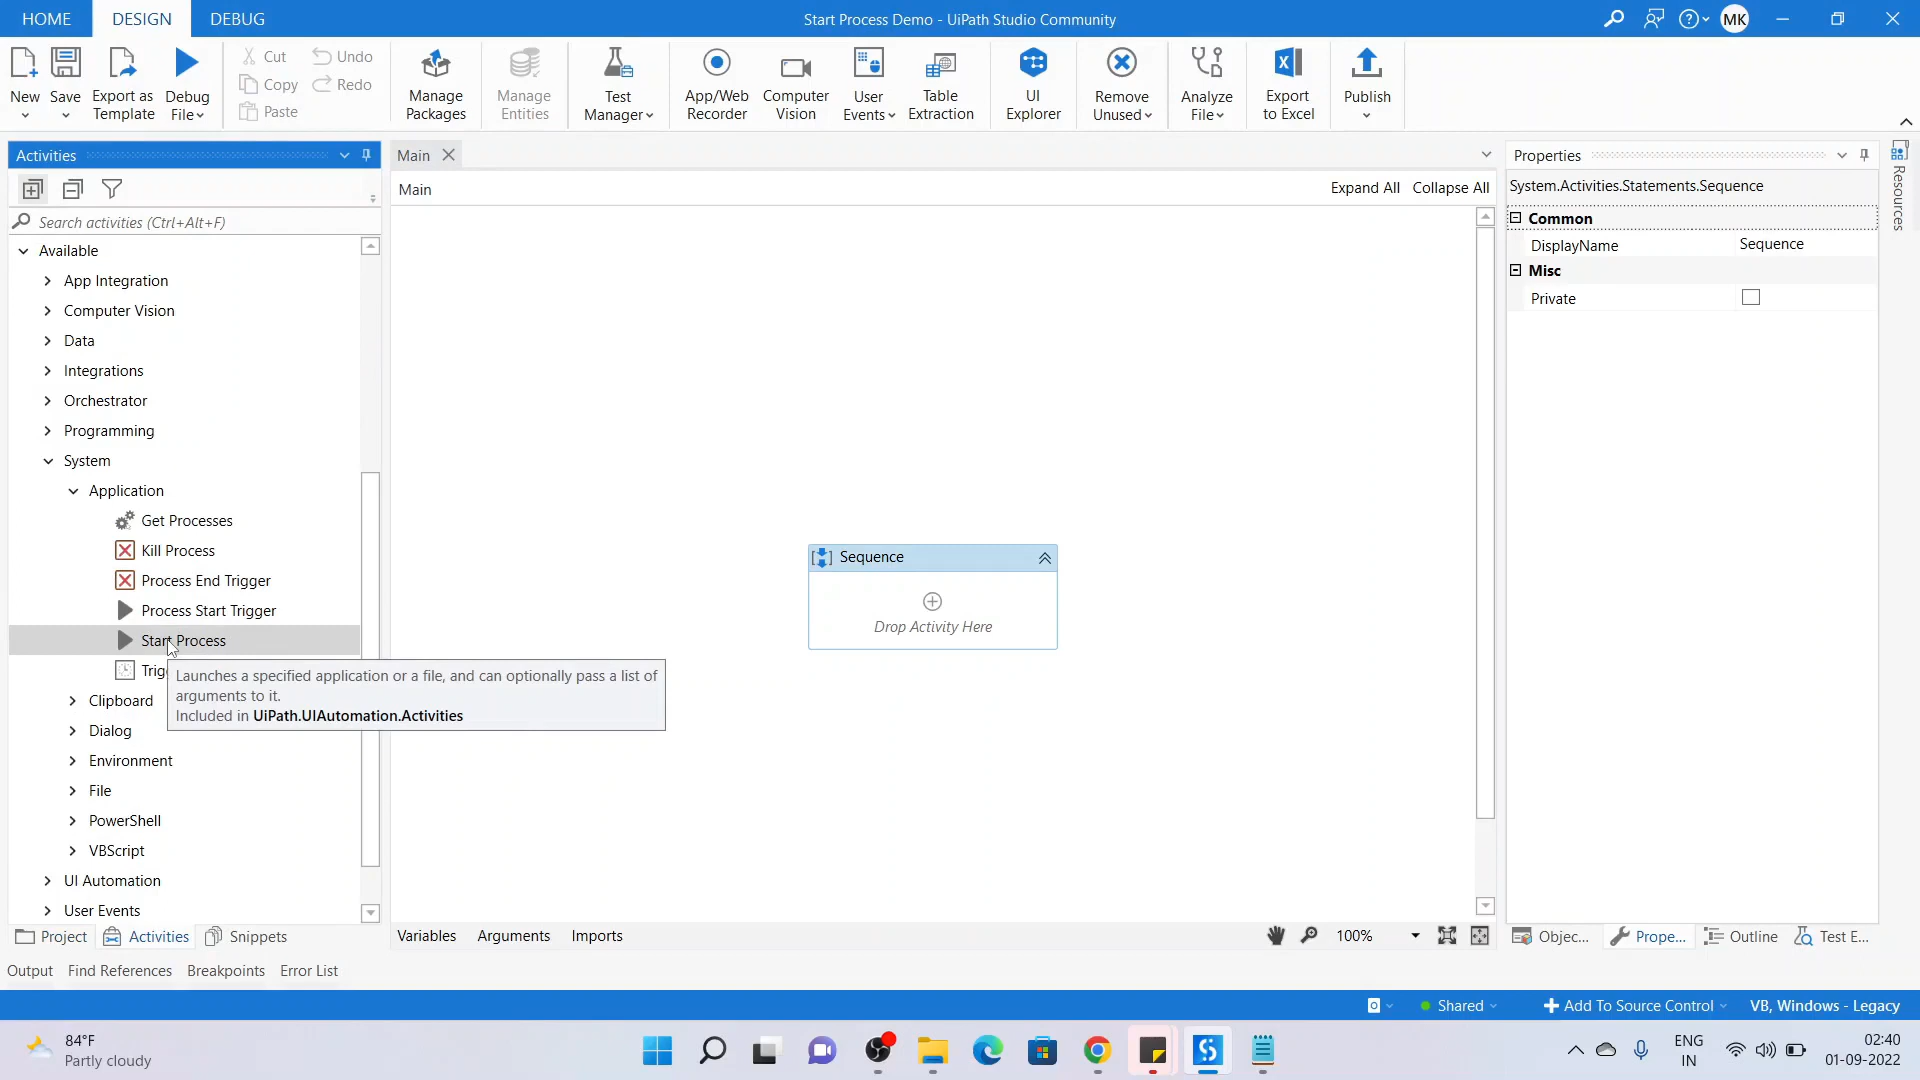 HOME DESIGN DEBUG
Start Process Demo - UiPath Studio Community
MK
New
Save
Export as
Template
Debug
File
Cut
Copy
Paste
Undo
Redo
Manage
Packages
Manage
Entities
Test
Manager
App/Web
Recorder
Computer
Vision
User
Events
Table
Extraction
UI
Explorer
Remove
Unused
Analyze
File
Export
to Excel
Publish
Activities
Search activities (Ctrl+Alt+F)
Available
App Integration
Computer Vision
Data
Integrations
Orchestrator
Programming
System
Application
Get Processes
Kill Process
Process End Trigger
Process Start Trigger
Start Process
Trig
Launches a specified application or a file, and can optionally pass a list of
arguments to it.
Included in UiPath.UIAutomation.Activities
Clipboard
Dialog
Environment
File
PowerShell
VBScript
UI Automation
User Events
Project Activities Snippets
Main
Main
Expand All Collapse All
Sequence
Drop Activity Here
Variables Arguments Imports
100%
Properties
System.Activities.Statements.Sequence
Common
DisplayName Sequence
Misc
Private
Resources
Objec... Prope... Outline Test E...
Output Find References Breakpoints Error List
0 Shared Add To Source Control VB, Windows - Legacy
84°F
Partly cloudy
ENG
IN
02:40
01-09-2022